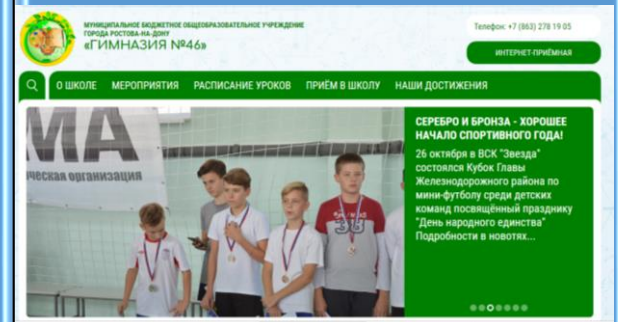 МУНИЦИПАЛЬНОЕ БЮДЖЕТНОЕ ОБЩЕОБРАЗОВАТЕЛЬНОЕ УЧРЕЖДЕНИЕ
ГОРОДА РОСТОВА-НА-ДОНУ
«ГИМНАЗИЯ №46»
Телефон: +7 (863) 278 19 05
ИНТЕРНЕТ-ПРИЁМНАЯ
О ШКОЛЕ МЕРОПРИЯТИЯ РАСПИСАНИЕ УРОКОВ ПРИЁМ В ШКОЛУ НАШИ ДОСТИЖЕНИЯ
МА
ческая организация
СЕРЕБРО И БРОНЗА - ХОРОШЕЕ
НАЧАЛО СПОРТИВНОГО ГОДА!
26 октября в ВСК "Звезда"
состоялся Кубок Главы
Железнодорожного района по
мини-футболу среди детских
команд посвящённый празднику
"День народного единства"
Подробности в новотях...